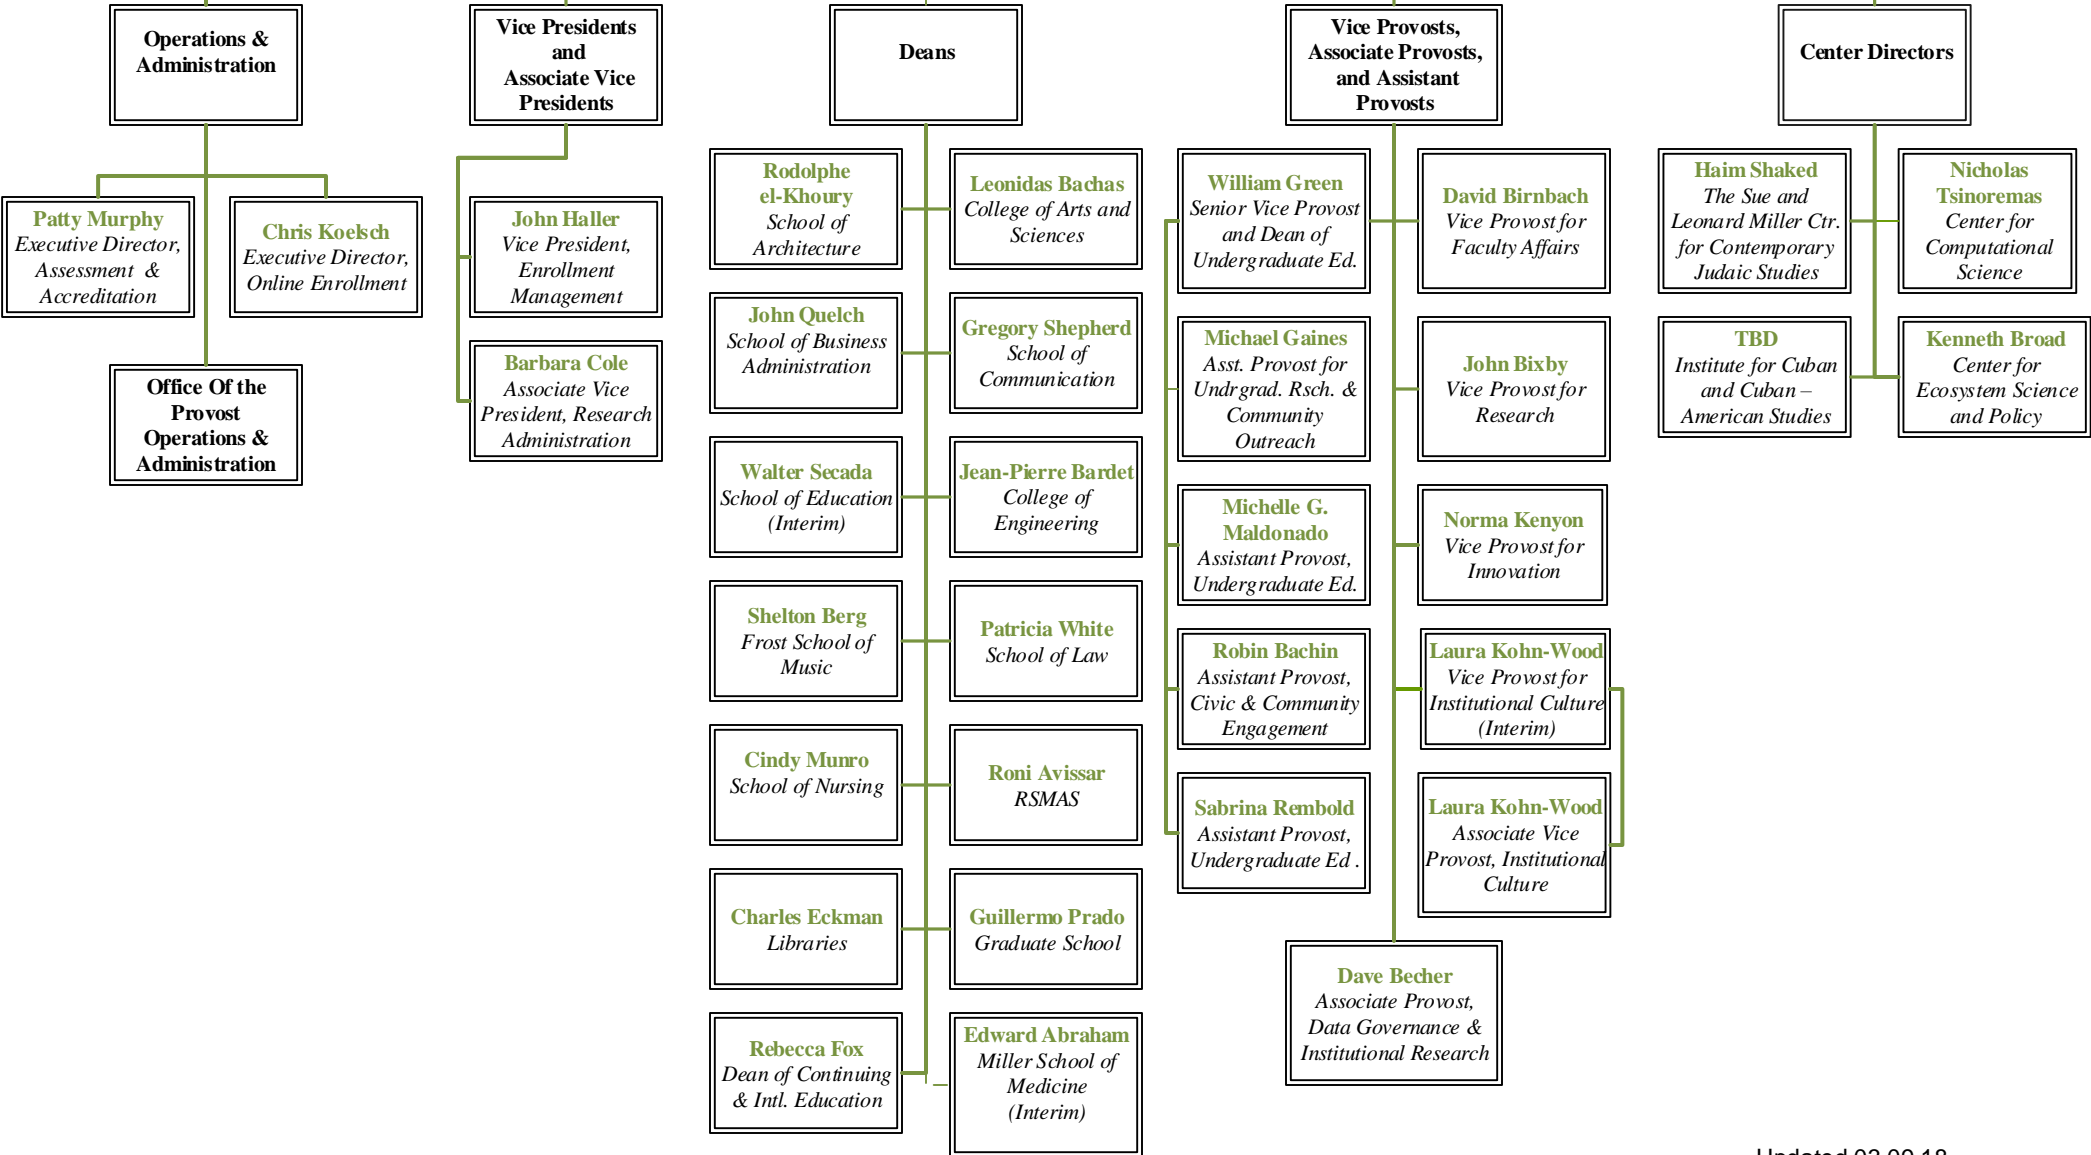 Operations &
Administration
Patty Murphy
Executive Director,
Assessment &
Accreditation
Chris Koelsch
Executive Director,
Online Enrollment
Office Of the
Provost
Operations &
Administration
Vice Presidents
and
Associate Vice
Presidents
John Haller
Vice President,
Enrollment
Management
Barbara Cole
Associate Vice
President, Research
Administration
Deans
Rodolphe
el-Khoury
School of
Architecture
Leonidas Bachas
College of Arts and
Sciences
John Quelch
School of Business
Administration
Gregory Shepherd
School of
Communication
Walter Secada
School of Education
(Interim)
Jean-Pierre Bardet
College of
Engineering
Shelton Berg
Frost School of
Music
Patricia White
School of Law
Cindy Munro
School of Nursing
Roni Avissar
RSMAS
Charles Eckman
Libraries
Guillermo Prado
Graduate School
Rebecca Fox
Dean of Continuing
& Intl. Education
Edward Abraham
Miller School of
Medicine
(Interim)
Vice Provosts,
Associate Provosts,
and Assistant
Provosts
William Green
Senior Vice Provost
and Dean of
Undergraduate Ed.
David Birnbach
Vice Provost for
Faculty Affairs
Michael Gaines
Asst. Provost for
Undrgrad. Rsch. &
Community
Outreach
John Bixby
Vice Provost for
Research
Michelle G.
Maldonado
Assistant Provost,
Undergraduate Ed.
Norma Kenyon
Vice Provost for
Innovation
Robin Bachin
Assistant Provost,
Civic & Community
Engagement
Laura Kohn-Wood
Vice Provost for
Institutional Culture
(Interim)
Sabrina Rembold
Assistant Provost,
Undergraduate Ed .
Laura Kohn-Wood
Associate Vice
Provost, Institutional
Culture
Dave Becher
Associate Provost,
Data Governance &
Institutional Research
Center Directors
Haim Shaked
The Sue and
Leonard Miller Ctr.
for Contemporary
Judaic Studies
Nicholas
Tsinoremas
Center for
Computational
Science
TBD
Institute for Cuban
and Cuban –
American Studies
Kenneth Broad
Center for
Ecosystem Science
and Policy
Updated